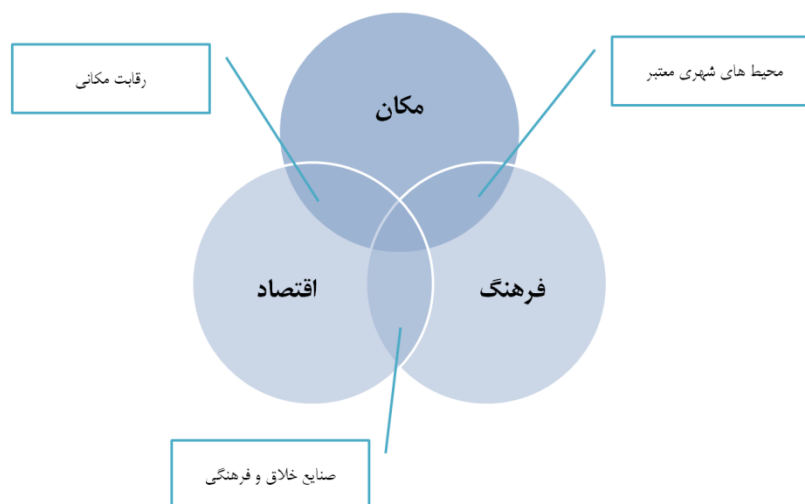 محیط های شهری معتبر
رقابت مکانی
مکان
فرهنگ
اقتصاد
صنایع خلاق و فرهنگی